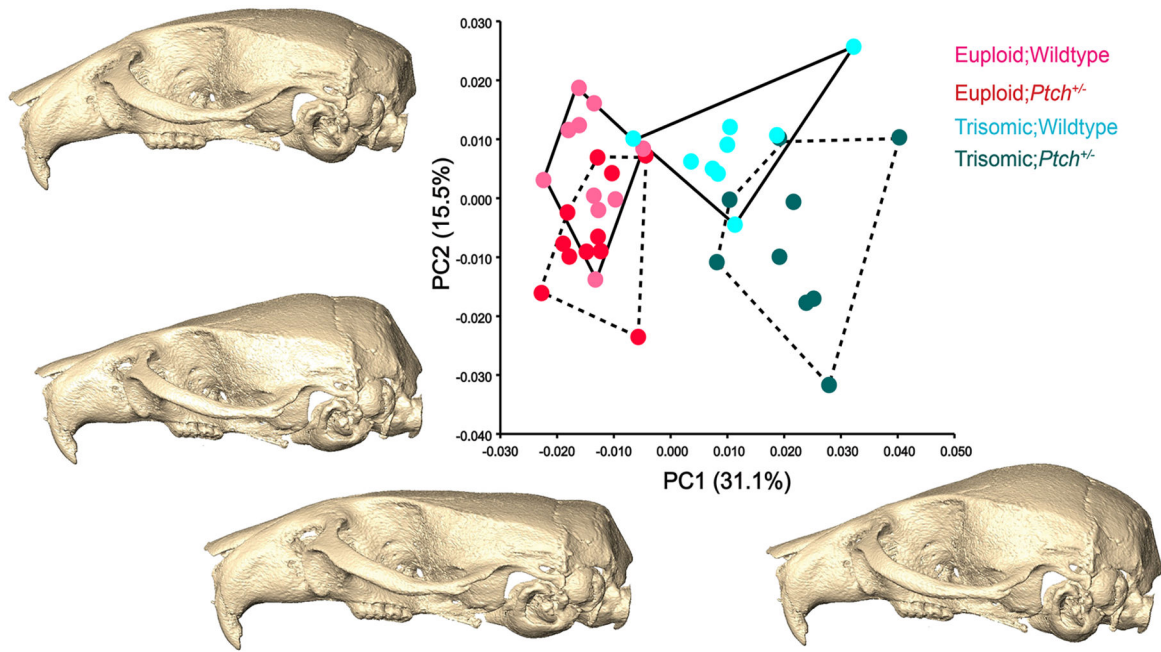 0.030
0.020
0.010
0.000
-0.010
-0.020
-0.030
-0.040
PC2 (15.5%)
-0.030 -0.020 -0.010 0.000 0.010 0.020 0.030 0.040 0.050
PC1 (31.1%)
Euploid;Wildtype
Euploid;Ptch+/-
Trisomic;Wildtype
Trisomic;Ptch+/-